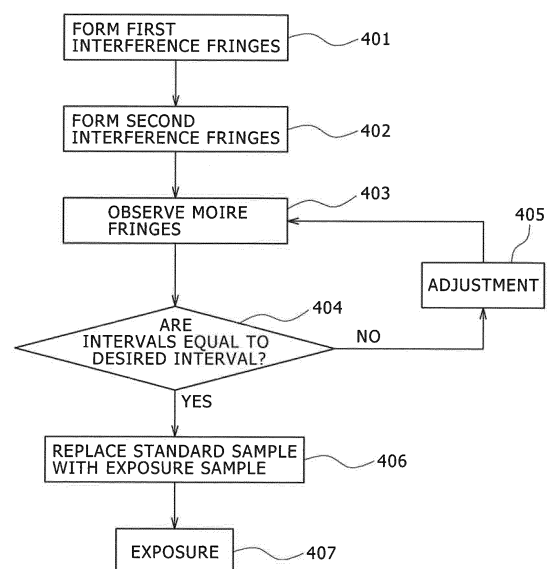 FORM FIRST
INTERFERENCE FRINGES
401
FORM SECOND
INTERFERENCE FRINGES
402
OBSERVE MOIRE
FRINGES
403
405
ADJUSTMENT
404
ARE
INTERVALS EQUAL TO
DESIRED INTERVAL?
NO
YES
REPLACE STANDARD SAMPLE
WITH EXPOSURE SAMPLE
406
EXPOSURE
407